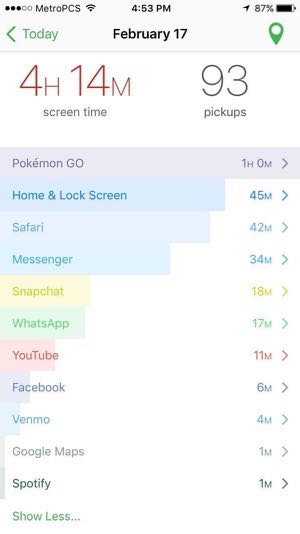 MetroPCS 4:53 PM 87%
Today February 17
4H 14M 93
screen time pickups
Pokémon GO 1H 0M
Home & Lock Screen 45M
Safari 42M
Messenger 34M
Snapchat 18M
WhatsApp 17M
YouTube 11M
Facebook 6M
Venmo 4M
Google Maps 1M
Spotify 1M
Show Less...